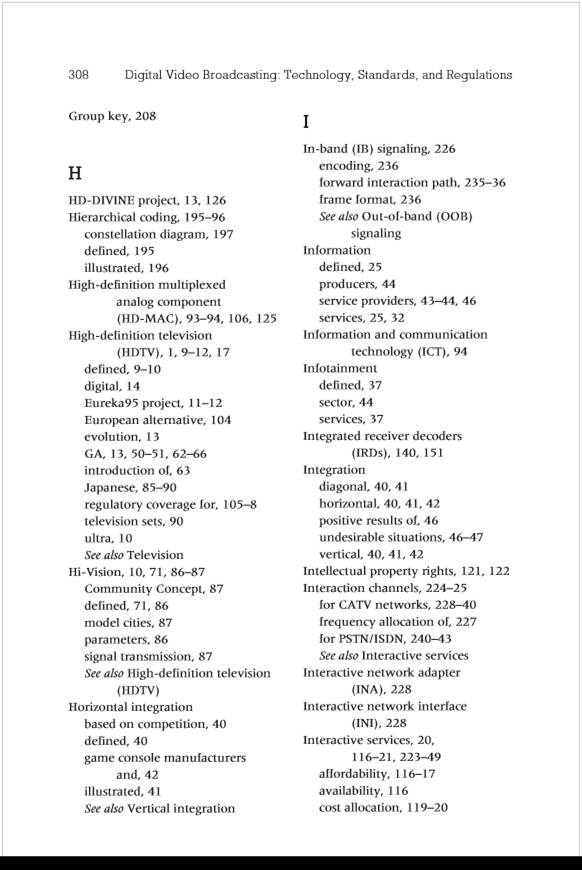 308 Digital Video Broadcasting: Technology, Standards, and Regulations
Group key, 208
H
HD-DIVINE project, 13, 126
Hierarchical coding, 195–96
constellation diagram, 197
defined, 195
illustrated, 196
High-definition multiplexed
analog component
(HD-MAC), 93–94, 106, 125
High-definition television
(HDTV), 1, 9–12, 17
defined, 9–10
digital, 14
Eureka95 project, 11–12
European alternative, 104
evolution, 13
GA, 13, 50–51, 62–66
introduction of, 63
Japanese, 85–90
regulatory coverage for, 105–8
television sets, 90
ultra, 10
See also Television
Hi-Vision, 10, 71, 86–87
Community Concept, 87
defined, 71, 86
model cities, 87
parameters, 86
signal transmission, 87
See also High-definition television
(HDTV)
Horizontal integration
based on competition, 40
defined, 40
game console manufacturers
and, 42
illustrated, 41
See also Vertical integration
I
In-band (IB) signaling, 226
encoding, 236
forward interaction path, 235–36
frame format, 236
See also Out-of-band (OOB)
signaling
Information
defined, 25
producers, 44
service providers, 43–44, 46
services, 25, 32
Information and communication
technology (ICT), 94
Infotainment
defined, 37
sector, 44
services, 37
Integrated receiver decoders
(IRDs), 140, 151
Integration
diagonal, 40, 41
horizontal, 40, 41, 42
positive results of, 46
undesirable situations, 46–47
vertical, 40, 41, 42
Intellectual property rights, 121, 122
Interaction channels, 224–25
for CATV networks, 228–40
frequency allocation of, 227
for PSTN/ISDN, 240–43
See also Interactive services
Interactive network adapter
(INA), 228
Interactive network interface
(INI), 228
Interactive services, 20,
116–21, 223–49
affordability, 116–17
availability, 116
cost allocation, 119–20